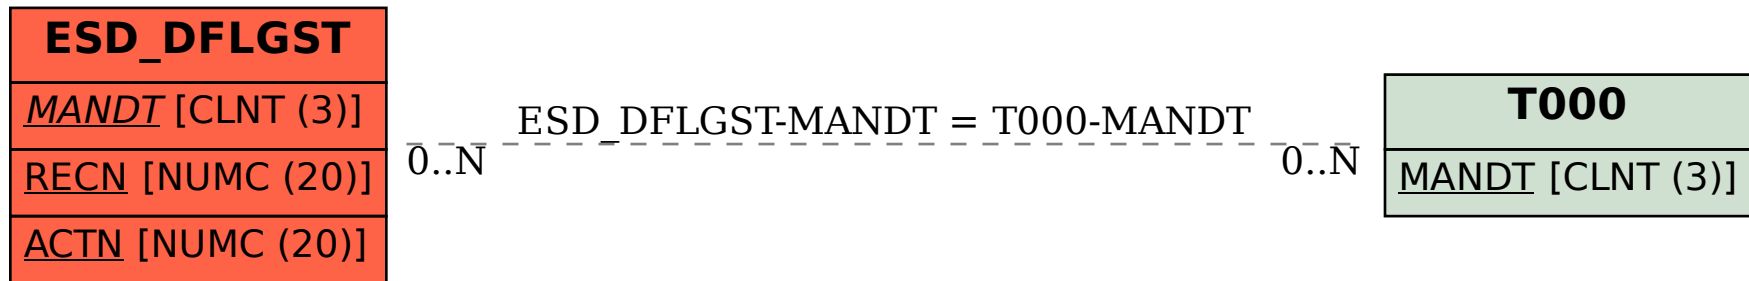 ESD_DFLGST
MANDT [CLNT (3)]
RECN [NUMC (20)]
ACTN [NUMC (20)]
ESD_DFLGST-MANDT = T000-MANDT
0..N
0..N
T000
MANDT [CLNT (3)]